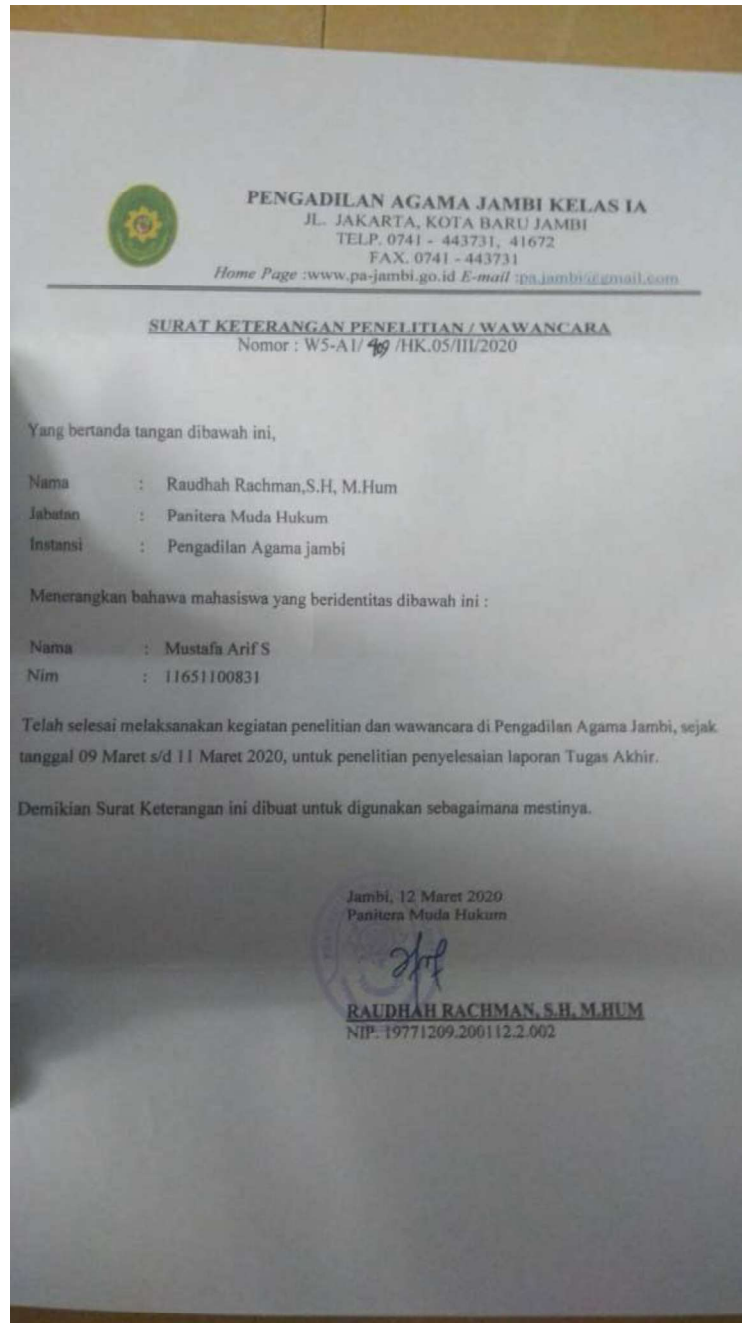 PENGADILAN AGAMA JAMBI KELAS IA
JL. JAKARTA, KOTA BARU JAMBI
TELP. 0741 - 443731, 41672
FAX. 0741 - 443731
Home Page :www.pa-jambi.go.id E-mail :pa.jambi@gmail.com
SURAT KETERANGAN PENELITIAN / WAWANCARA
Nomor : W5-A1/ 409 /HK.05/III/2020
Yang bertanda tangan dibawah ini,
Nama : Raudhah Rachman,S.H, M.Hum
Jabatan : Panitera Muda Hukum
Instansi : Pengadilan Agama jambi
Menerangkan bahawa mahasiswa yang beridentitas dibawah ini :
Nama : Mustafa Arif S
Nim : 11651100831
Telah selesai melaksanakan kegiatan penelitian dan wawancara di Pengadilan Agama Jambi, sejak
tanggal 09 Maret s/d 11 Maret 2020, untuk penelitian penyelesaian laporan Tugas Akhir.
Demikian Surat Keterangan ini dibuat untuk digunakan sebagaimana mestinya.
Jambi, 12 Maret 2020
Panitera Muda Hukum
RAUDHAH RACHMAN, S.H, M.HUM
NIP. 19771209.200112.2.002